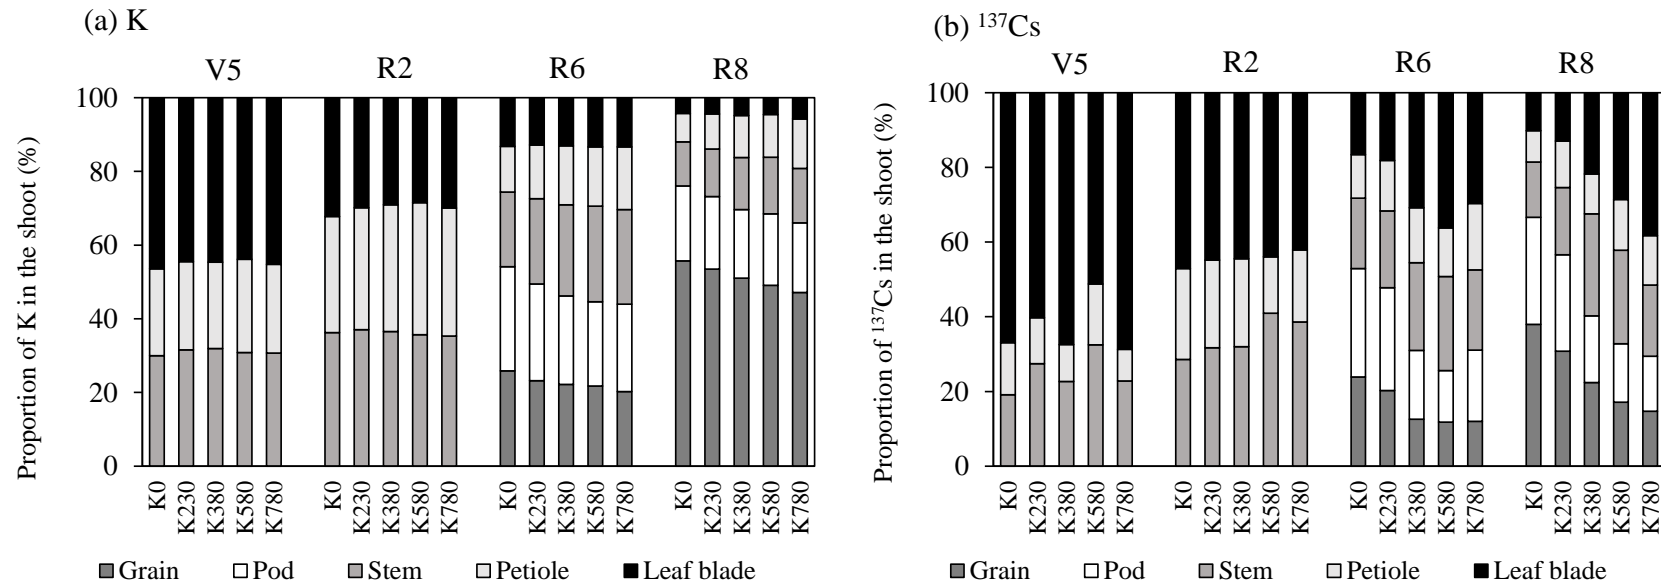 (a) K
V5 R2 R6 R8
Proportion of K in the shoot (%)
100
80
60
40
20
0
K0 K230 K380 K580 K780 K0 K230 K380 K580 K780 K0 K230 K380 K580 K780 K0 K230 K380 K580 K780
Grain Pod Stem Petiole Leaf blade
(b) ¹³⁷Cs
V5 R2 R6 R8
Proportion of ¹³⁷Cs in the shoot (%)
100
80
60
40
20
0
K0 K230 K380 K580 K780 K0 K230 K380 K580 K780 K0 K230 K380 K580 K780 K0 K230 K380 K580 K780
Grain Pod Stem Petiole Leaf blade